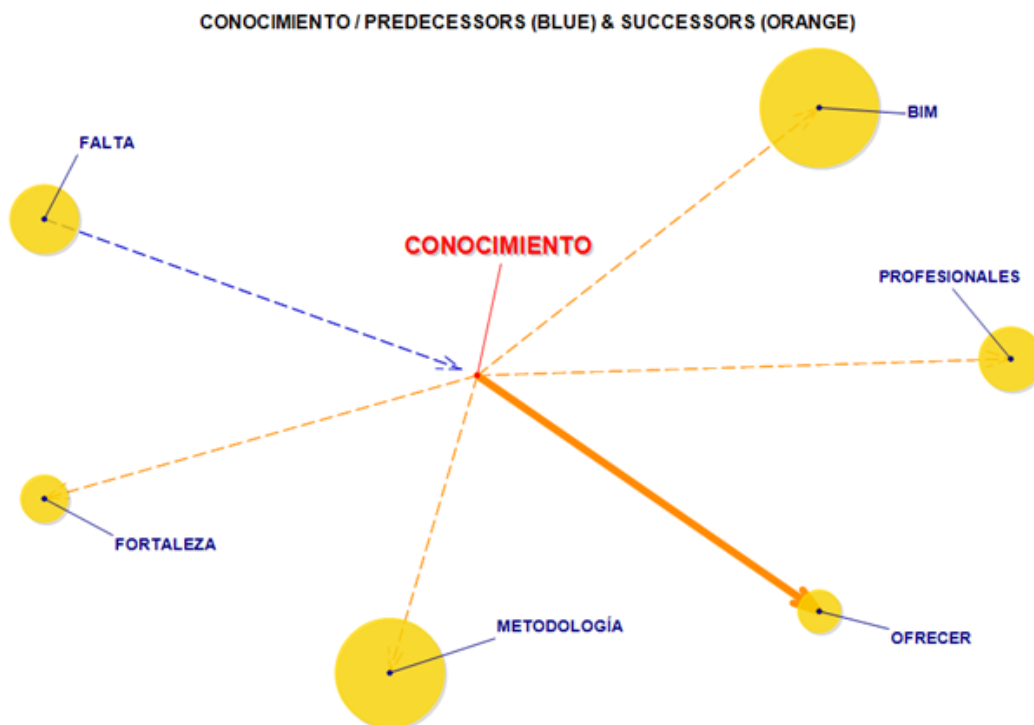 CONOCIMIENTO / PREDECESSORS (BLUE) & SUCCESSORS (ORANGE)
BIM
FALTA
CONOCIMIENTO
PROFESIONALES
FORTALEZA
METODOLOGÍA
OFRECER